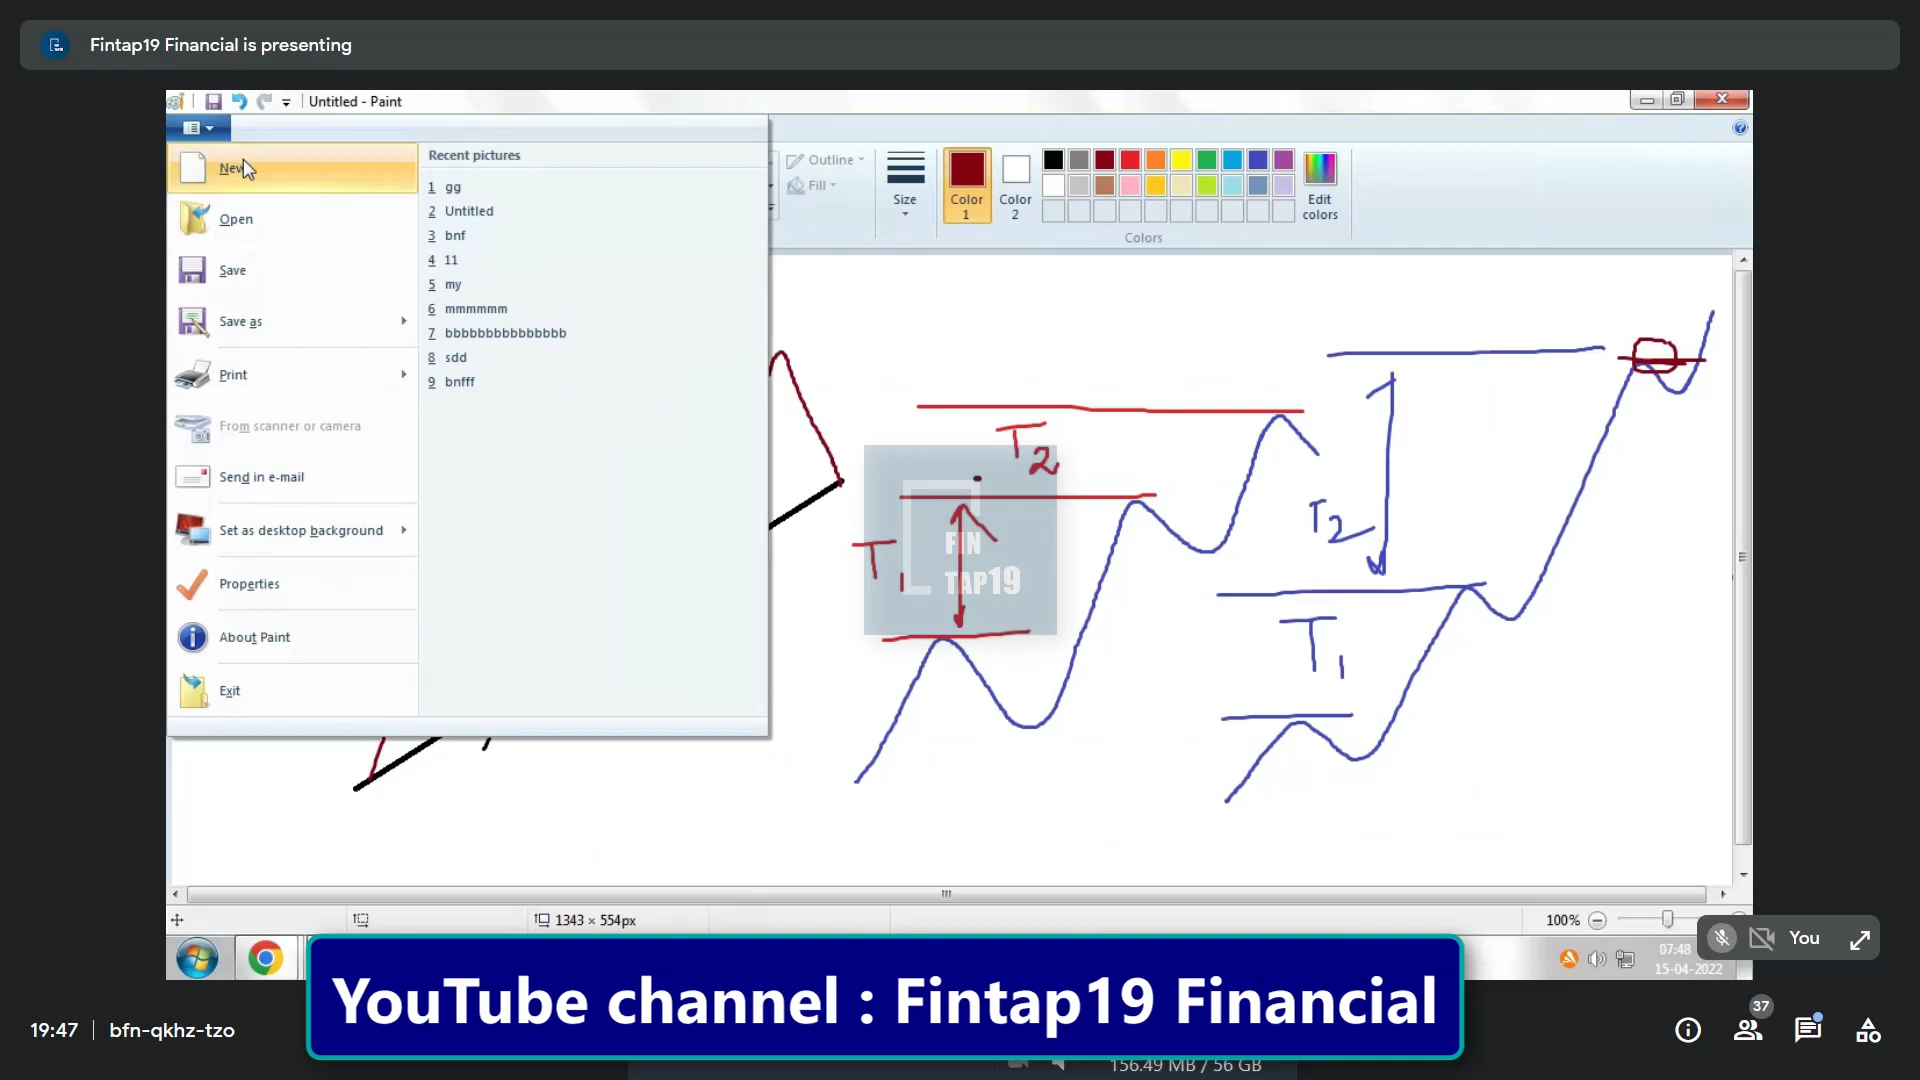 Fintap19 Financial is presenting
Untitled - Paint
New
Open
Save
Save as
Print
From scanner or camera
Send in e-mail
Set as desktop background
Properties
About Paint
Exit
Recent pictures
1 gg
2 Untitled
3 bnf
4 11
5 my
6 mmmmmm
7 bbbbbbbbbbbbbbb
8 sdd
9 bnfff
Outline
Fill
Size
Color 1
Color 2
Edit colors
Colors
T2
T1
FIN
TAP19
T2
T1
1343 × 554px
100%
07:48
15-04-2022
You
YouTube channel : Fintap19 Financial
19:47 | bfn-qkhz-tzo
37
156.49 MB / 56 GB